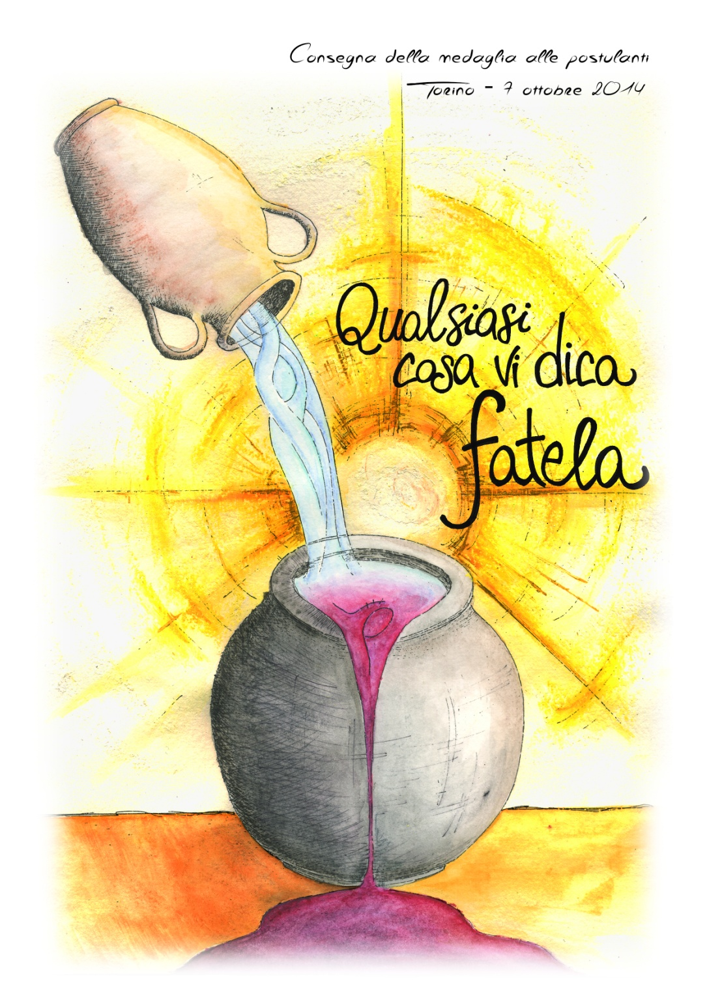 Consegna della medaglia alle postulanti
Torino - 7 ottobre 2014
Qualsiasi
cosa vi dica
fatela